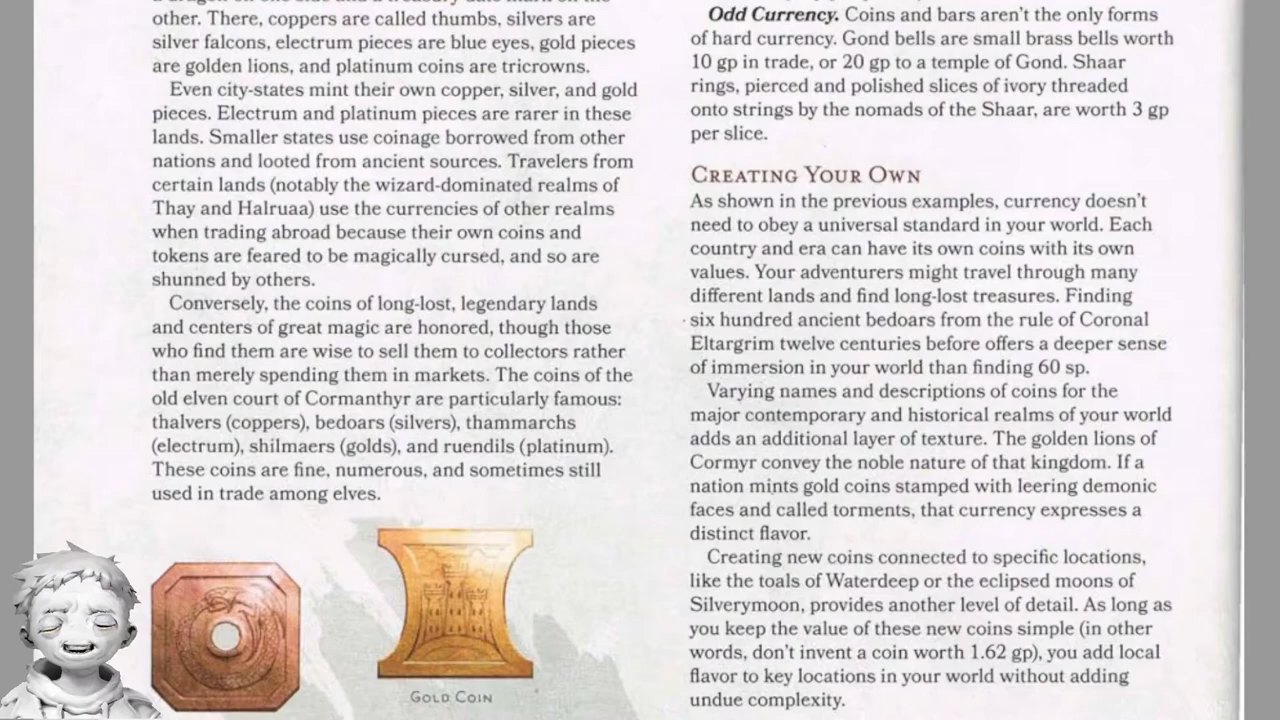 other. There, coppers are called thumbs, silvers are
silver falcons, electrum pieces are blue eyes, gold pieces
are golden lions, and platinum coins are tricrowns.
Even city-states mint their own copper, silver, and gold
pieces. Electrum and platinum pieces are rarer in these
lands. Smaller states use coinage borrowed from other
nations and looted from ancient sources. Travelers from
certain lands (notably the wizard-dominated realms of
Thay and Halruaa) use the currencies of other realms
when trading abroad because their own coins and
tokens are feared to be magically cursed, and so are
shunned by others.
Conversely, the coins of long-lost, legendary lands
and centers of great magic are honored, though those
who find them are wise to sell them to collectors rather
than merely spending them in markets. The coins of the
old elven court of Cormanthyr are particularly famous:
thalvers (coppers), bedoars (silvers), thammarchs
(electrum), shilmaers (golds), and ruendils (platinum).
These coins are fine, numerous, and sometimes still
used in trade among elves.
GOLD COIN
Odd Currency. Coins and bars aren't the only forms
of hard currency. Gond bells are small brass bells worth
10 gp in trade, or 20 gp to a temple of Gond. Shaar
rings, pierced and polished slices of ivory threaded
onto strings by the nomads of the Shaar, are worth 3 gp
per slice.
CREATING YOUR OWN
As shown in the previous examples, currency doesn't
need to obey a universal standard in your world. Each
country and era can have its own coins with its own
values. Your adventurers might travel through many
different lands and find long-lost treasures. Finding
six hundred ancient bedoars from the rule of Coronal
Eltargrim twelve centuries before offers a deeper sense
of immersion in your world than finding 60 sp.
Varying names and descriptions of coins for the
major contemporary and historical realms of your world
adds an additional layer of texture. The golden lions of
Cormyr convey the noble nature of that kingdom. If a
nation mints gold coins stamped with leering demonic
faces and called torments, that currency expresses a
distinct flavor.
Creating new coins connected to specific locations,
like the toals of Waterdeep or the eclipsed moons of
Silverymoon, provides another level of detail. As long as
you keep the value of these new coins simple (in other
words, don't invent a coin worth 1.62 gp), you add local
flavor to key locations in your world without adding
undue complexity.